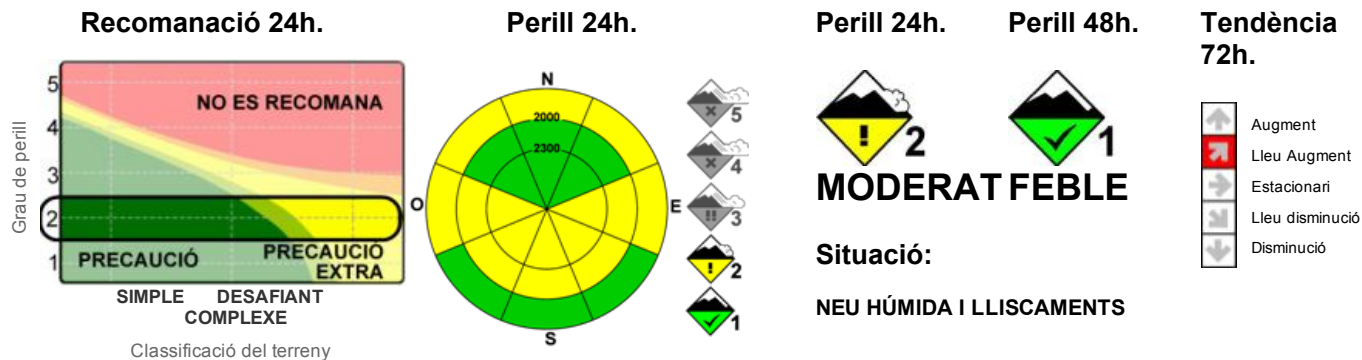 Recomanació 24h.
5
4
3
2
1
Grau de perill
NO ES RECOMANA
PRECAUCIÓ
PRECAUCIÓ
EXTRA
SIMPLE DESAFIANT
COMPLEXE
Classificació del terreny
Perill 24h.
N
2000
2300
O
E
S
5
4
3
2
1
Perill 24h.
2
MODERAT
Perill 48h.
1
FEBLE
Situació:
NEU HÚMIDA I LLISCAMENTS
Tendència
72h.
Augment
Lleu Augment
Estacionari
Lleu disminució
Disminució